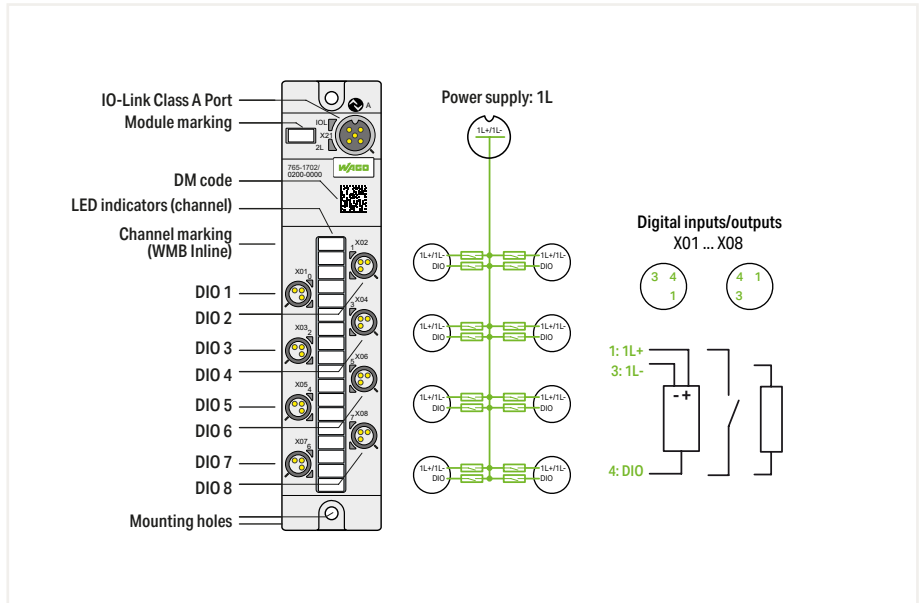 IO-Link Class A Port
Module marking
DM code
LED indicators (channel)
Channel marking
(WMB Inline)
DIO 1
DIO 2
DIO 3
DIO 4
DIO 5
DIO 6
DIO 7
DIO 8
Mounting holes
A
IOL
X21
2L
765-1702/
0200-0000
WAGO
X02
1
X01
0
X04
3
X03
2
X06
5
X05
4
X08
7
X07
6
Power supply: 1L
1L+/1L-
1L+/1L-
DIO
1L+/1L-
DIO
1L+/1L-
DIO
1L+/1L-
DIO
1L+/1L-
DIO
1L+/1L-
DIO
1L+/1L-
DIO
1L+/1L-
DIO
Digital inputs/outputs
X01 ... X08
3 4
1
4 1
3
1: 1L+
3: 1L-
- +
4: DIO